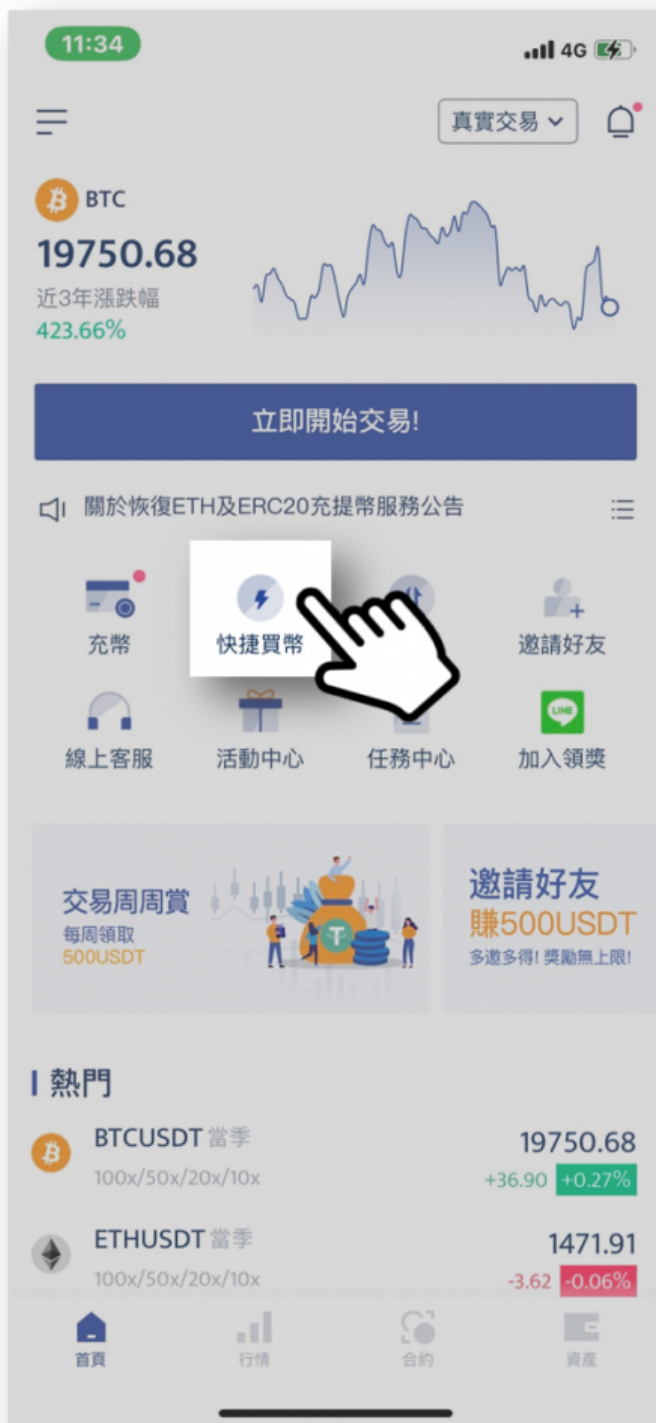 11:34
4G
真實交易
BTC
19750.68
近3年漲跌幅
423.66%
立即開始交易!
關於恢復ETH及ERC20充提幣服務公告
充幣
快捷買幣
邀請好友
線上客服
活動中心
任務中心
LINE
加入領獎
交易周周賞
每周領取
500USDT
邀請好友
賺500USDT
多邀多得! 獎勵無上限!
熱門
BTCUSDT 當季
19750.68
100x/50x/20x/10x
+36.90 +0.27%
ETHUSDT 當季
1471.91
100x/50x/20x/10x
-3.62 -0.06%
首頁
行情
合約
資產